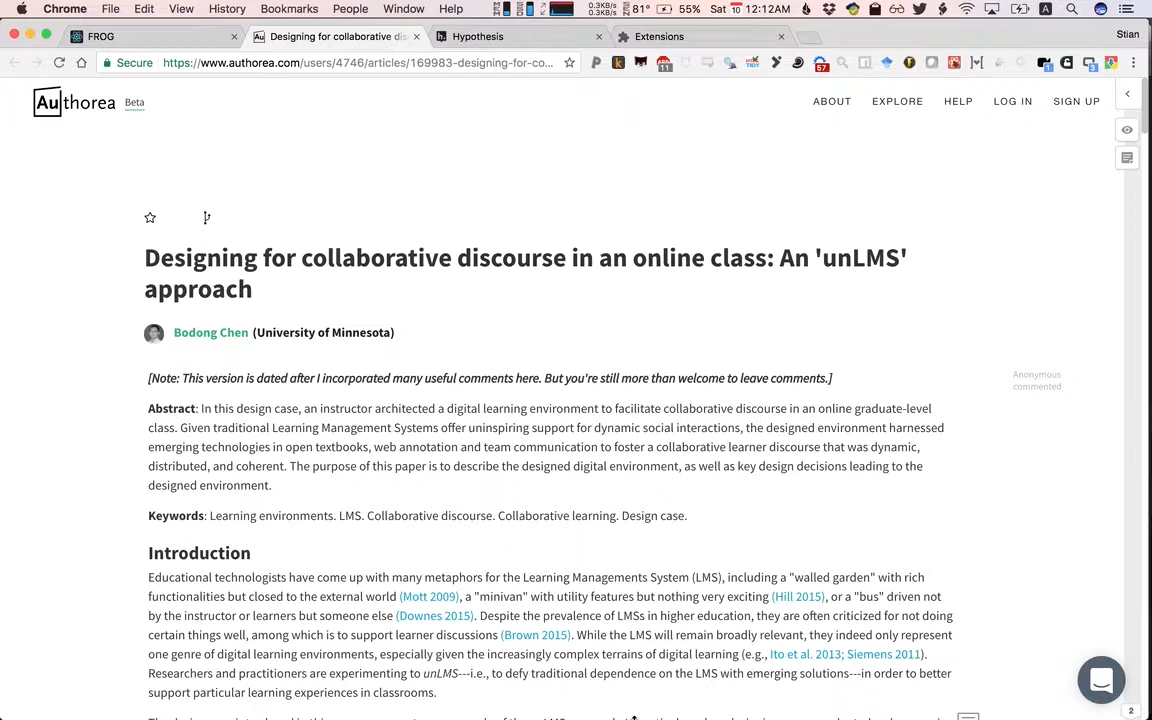 Chrome File Edit View History Bookmarks People Window Help 0.3KB/s 0.3KB/s 81° 55% Sat 10 12:12AM
FROG Designing for collaborative dis Hypothesis Extensions Stian
Secure https://www.authorea.com/users/4746/articles/169983-designing-for-co... 11 57 1 3
Authorea Beta ABOUT EXPLORE HELP LOG IN SIGN UP
Designing for collaborative discourse in an online class: An 'unLMS'
approach
Bodong Chen (University of Minnesota)
[Note: This version is dated after I incorporated many useful comments here. But you're still more than welcome to leave comments.]
Anonymous
commented
Abstract: In this design case, an instructor architected a digital learning environment to facilitate collaborative discourse in an online graduate-level
class. Given traditional Learning Management Systems offer uninspiring support for dynamic social interactions, the designed environment harnessed
emerging technologies in open textbooks, web annotation and team communication to foster a collaborative learner discourse that was dynamic,
distributed, and coherent. The purpose of this paper is to describe the designed digital environment, as well as key design decisions leading to the
designed environment.
Keywords: Learning environments. LMS. Collaborative discourse. Collaborative learning. Design case.
Introduction
Educational technologists have come up with many metaphors for the Learning Managements System (LMS), including a "walled garden" with rich
functionalities but closed to the external world (Mott 2009), a "minivan" with utility features but nothing very exciting (Hill 2015), or a "bus" driven not
by the instructor or learners but someone else (Downes 2015). Despite the prevalence of LMSs in higher education, they are often criticized for not doing
certain things well, among which is to support learner discussions (Brown 2015). While the LMS will remain broadly relevant, they indeed only represent
one genre of digital learning environments, especially given the increasingly complex terrains of digital learning (e.g., Ito et al. 2013; Siemens 2011).
Researchers and practitioners are experimenting to unLMS---i.e., to defy traditional dependence on the LMS with emerging solutions---in order to better
support particular learning experiences in classrooms.
2